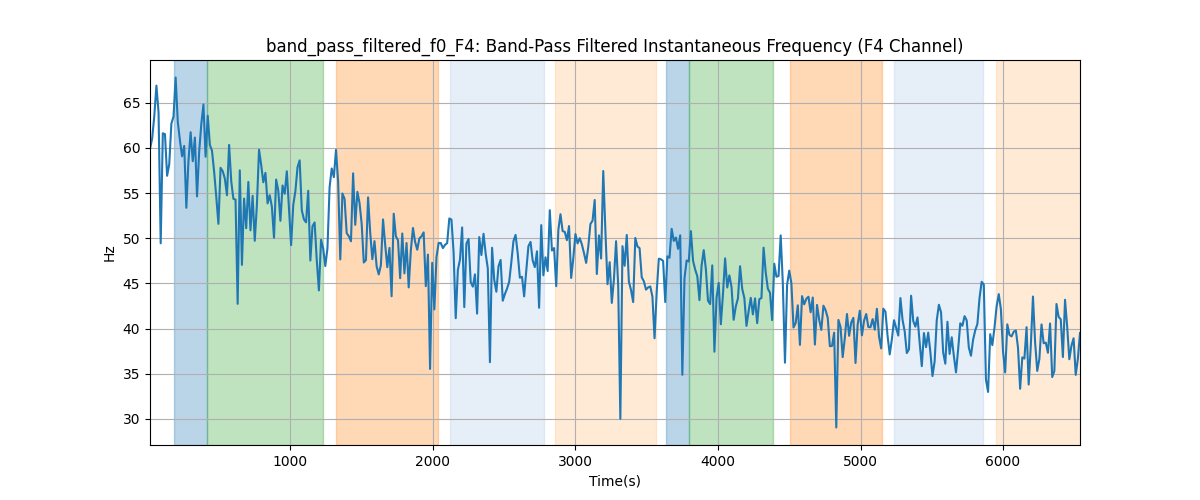 band_pass_filtered_f0_F4: Band-Pass Filtered Instantaneous Frequency (F4 Channel)
65
60
55
50
45
40
35
30
Hz
1000 2000 3000 4000 5000 6000
Time(s)